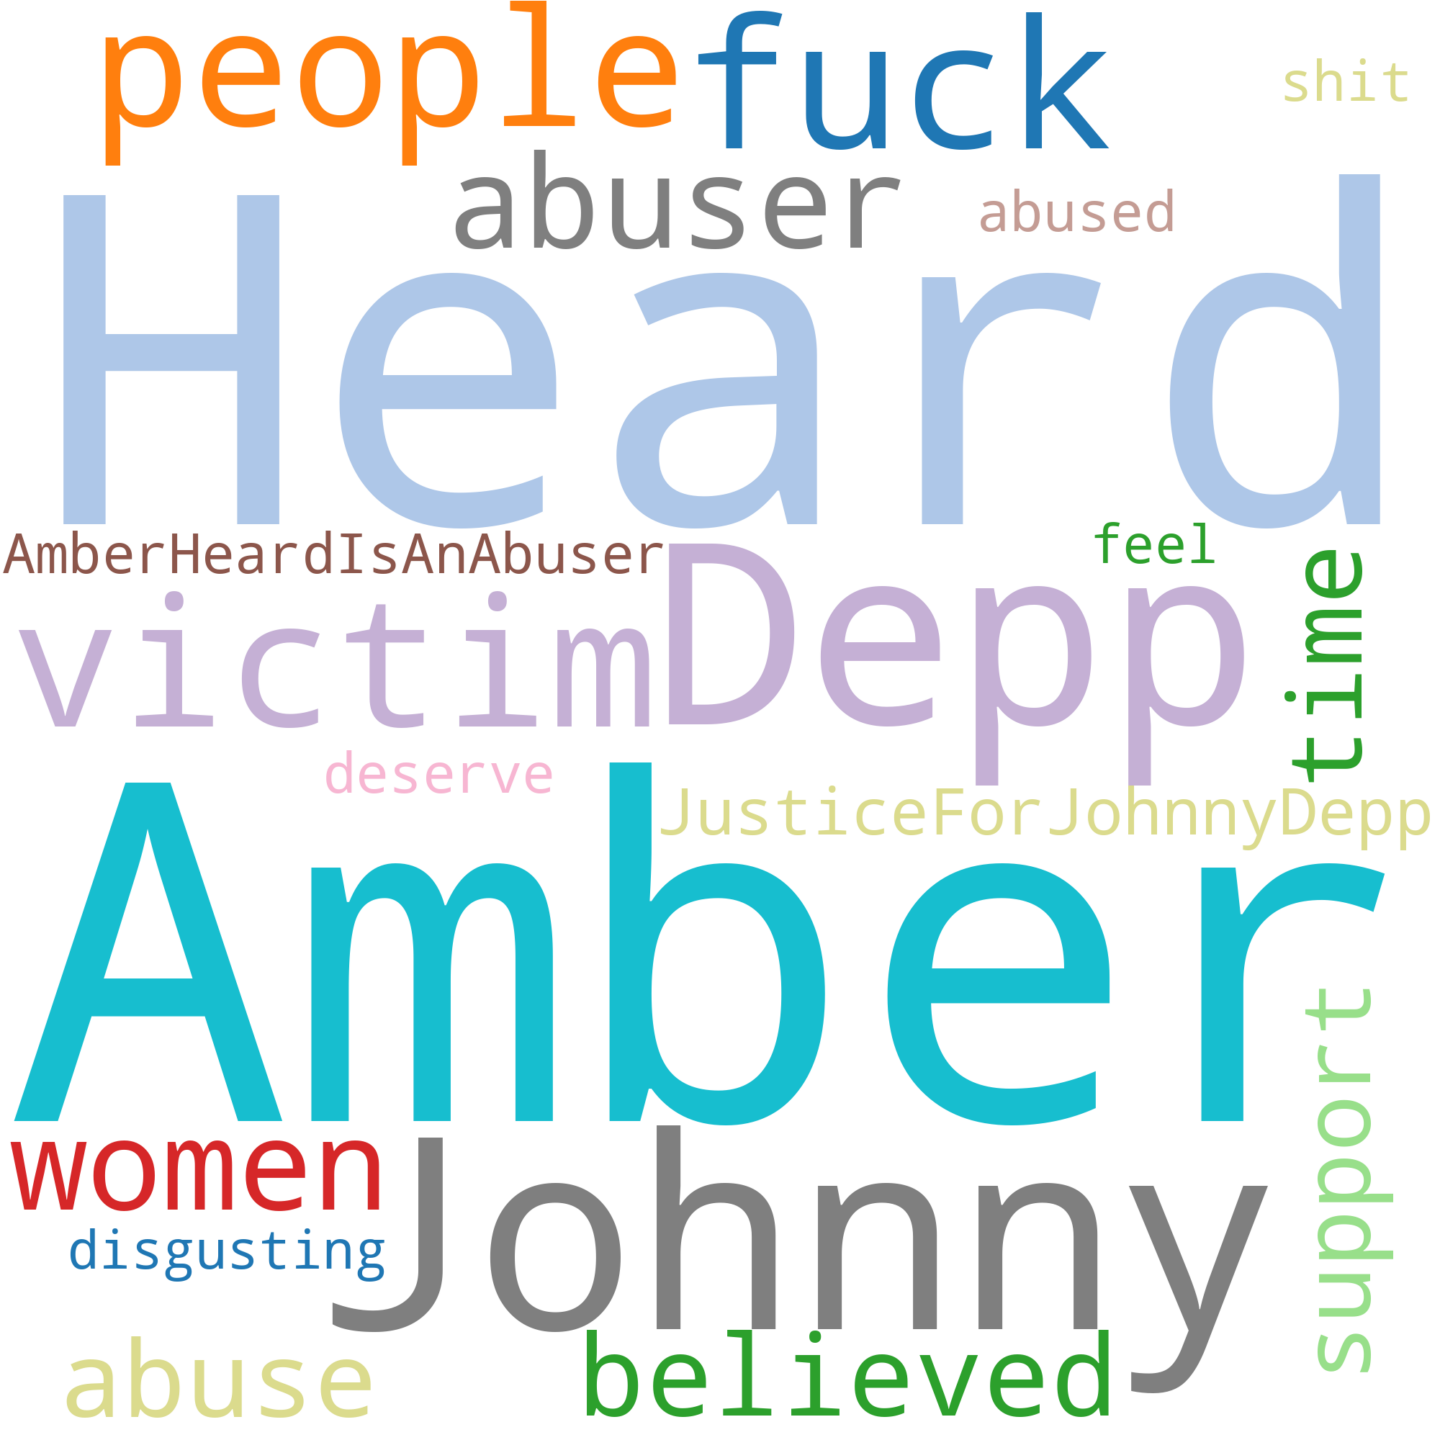 people
fuck
shit
abuser
abused
Heard
AmberHeardIsAnAbuser
feel
victim
Depp
time
deserve
JusticeForJohnnyDepp
Amber
support
women
Johnny
disgusting
abuse
believed